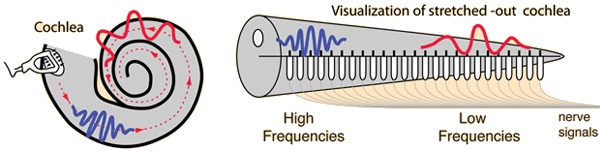 Cochlea
Visualization of stretched -out cochlea
High
Frequencies
Low
Frequencies
nerve
signals